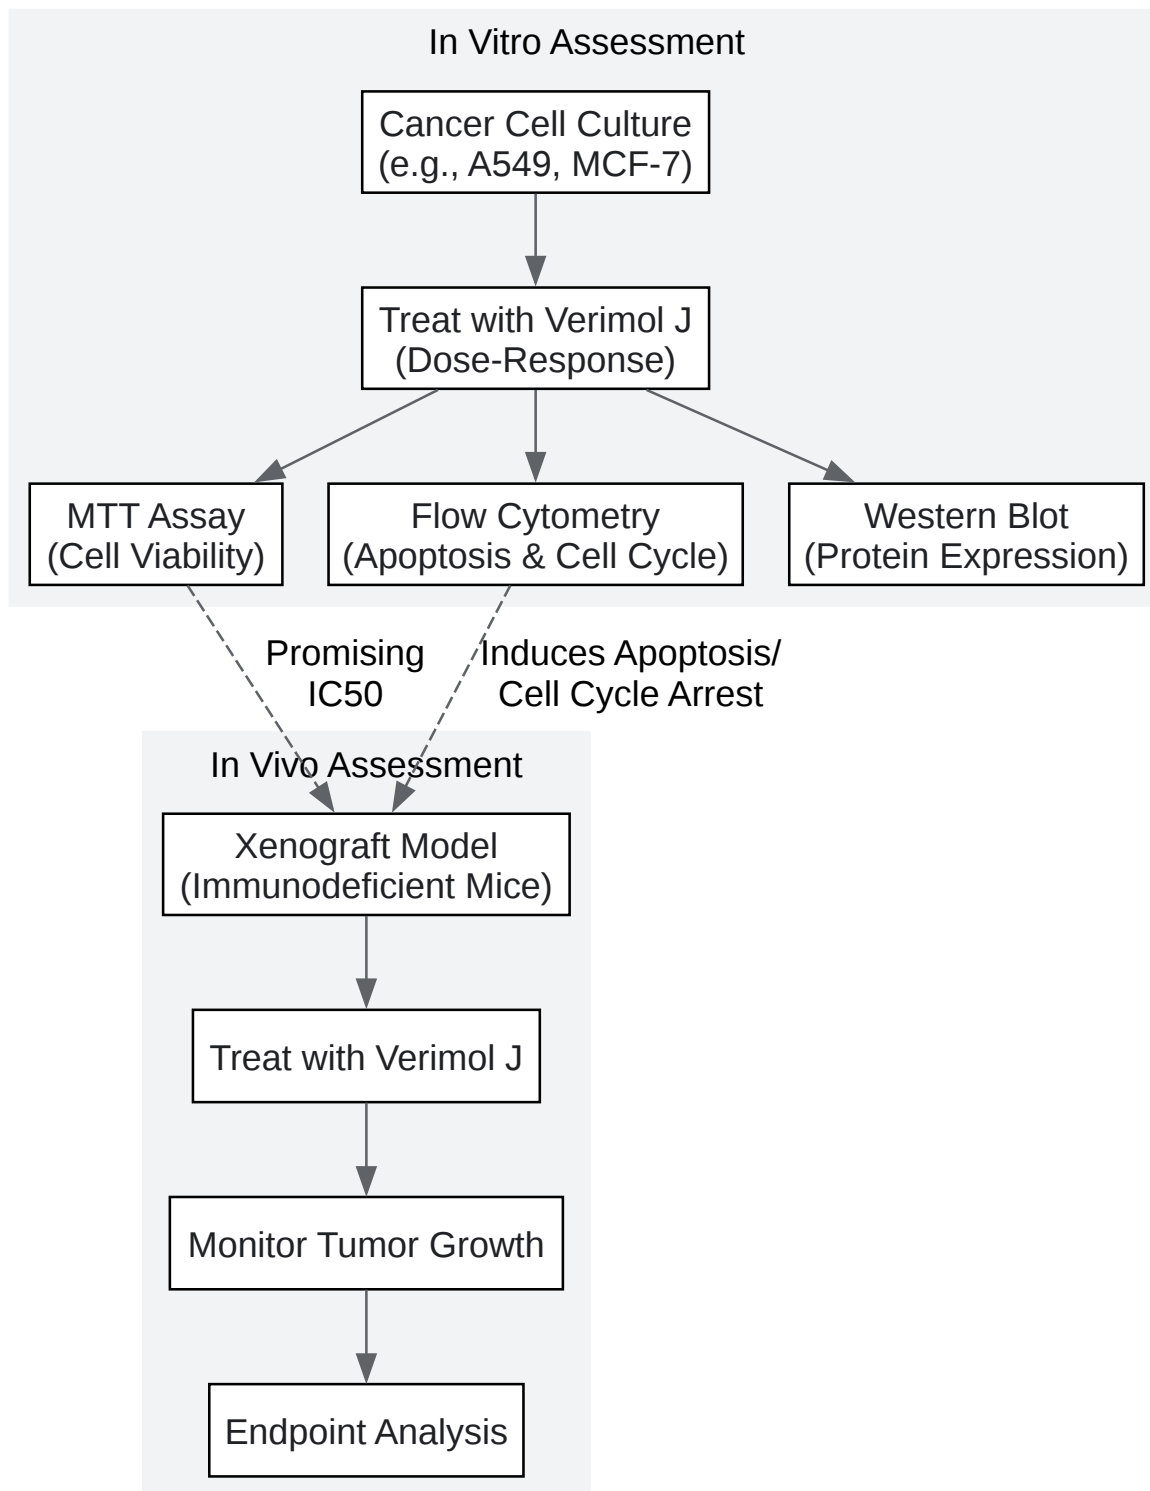 In Vitro Assessment
Cancer Cell Culture
(e.g., A549, MCF-7)
Treat with Verimol J
(Dose-Response)
MTT Assay
(Cell Viability)
Flow Cytometry
(Apoptosis & Cell Cycle)
Western Blot
(Protein Expression)
Promising
IC50
Induces Apoptosis/
Cell Cycle Arrest
In Vivo Assessment
Xenograft Model
(Immunodeficient Mice)
Treat with Verimol J
Monitor Tumor Growth
Endpoint Analysis